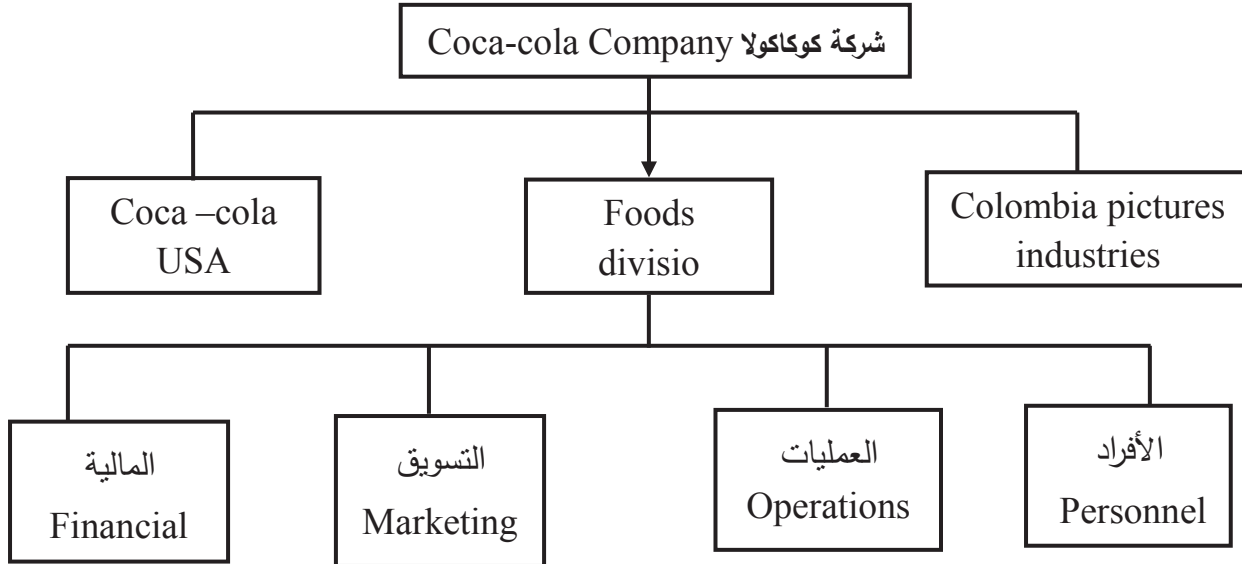 Coca-cola Company شركة كوكاكولا
Coca –cola
USA
Foods
divisio
Colombia pictures
industries
المالية
Financial
التسويق
Marketing
العمليات
Operations
الأفراد
Personnel